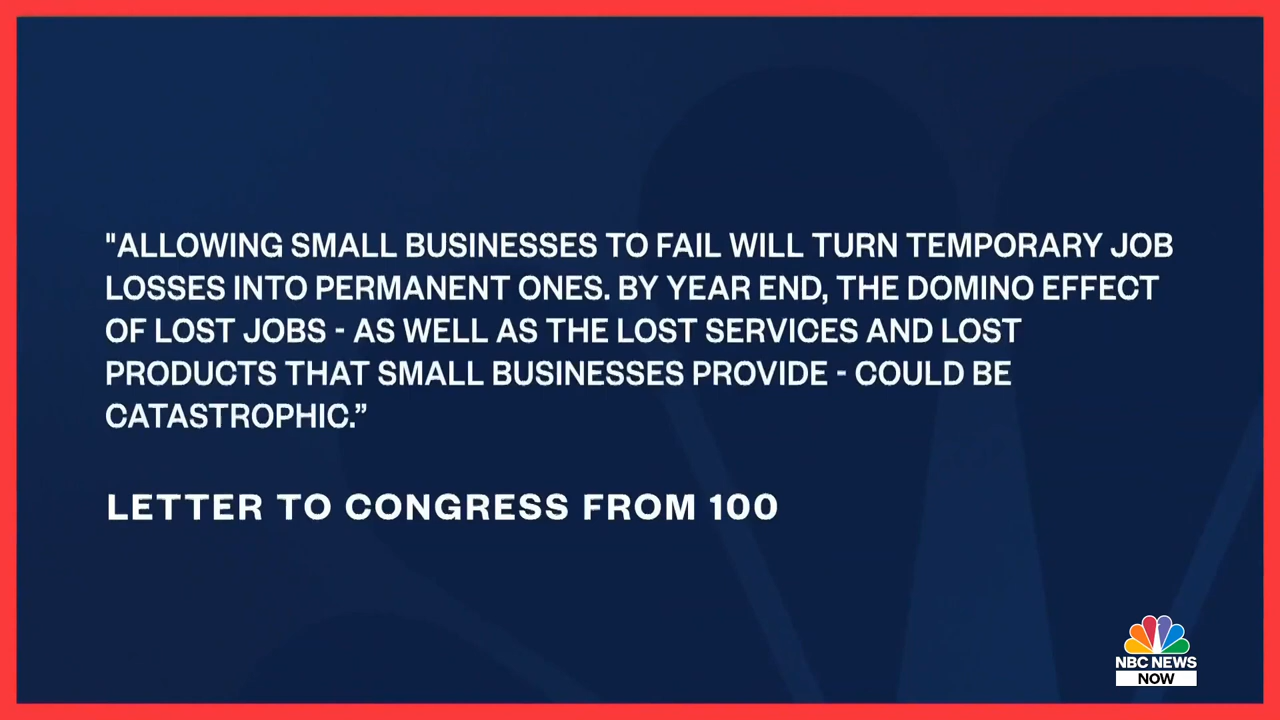 "ALLOWING SMALL BUSINESSES TO FAIL WILL TURN TEMPORARY JOB
LOSSES INTO PERMANENT ONES. BY YEAR END, THE DOMINO EFFECT
OF LOST JOBS - AS WELL AS THE LOST SERVICES AND LOST
PRODUCTS THAT SMALL BUSINESSES PROVIDE - COULD BE
CATASTROPHIC.”
LETTER TO CONGRESS FROM 100
NBC NEWS
NOW